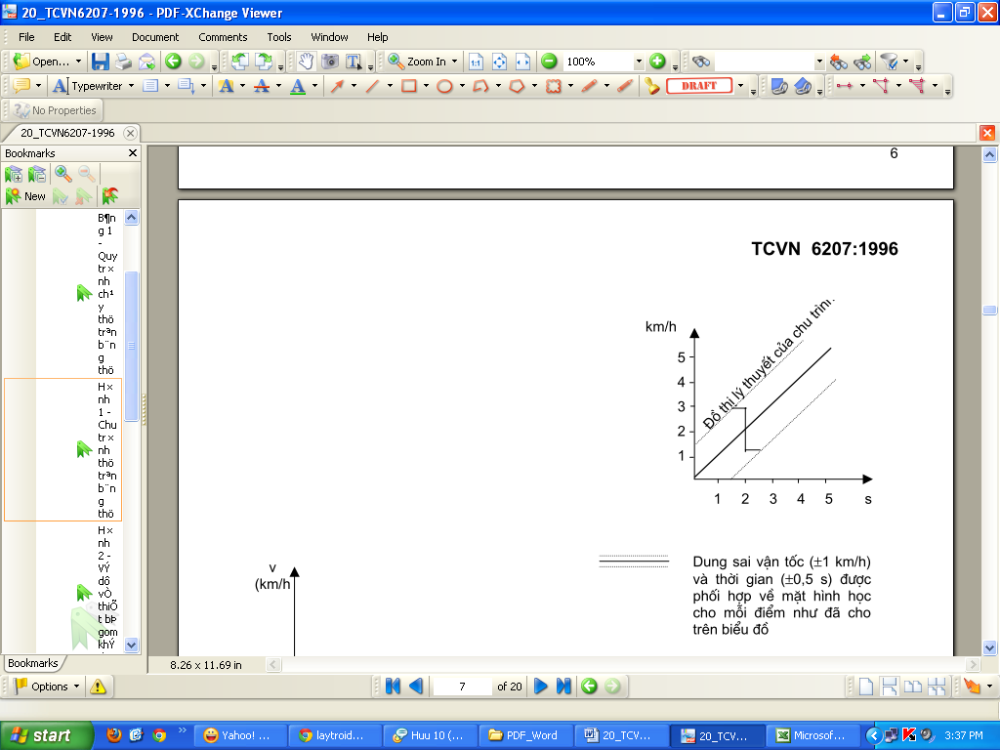 20_TCVN6207-1996 - PDF-XChange Viewer
File Edit View Document Comments Tools Window Help
Open... Zoom In 100%
Typewriter DRAFT
No Properties
20_TCVN6207-1996
Bookmarks
New
B¶n
g 1
-
Quy
tr×
nh
ch¹
y
thö
trªn
b¨n
g
thö
H×
nh
1 -
Chu
tr×
nh
thö
trªn
b¨n
g
thö
H×
nh
2 -
VÝ
dô
vÒ
thiÕ
t bÞ
gom
khÝ
Bookmarks
6
TCVN 6207:1996
Đồ thị lý thuyết của chu trình
km/h
5
4
3
2
1
1 2 3 4 5 s
Dung sai vận tốc (±1 km/h)
và thời gian (±0,5 s) được
phối hợp về mặt hình học
cho mỗi điểm như đã cho
trên biểu đồ
v
(km/h
8.26 x 11.69 in
Options 7 of 20
start Yahoo! ... laytroid... Huu 10 (... PDF_Word 20_TCV... 20_TCV... Microsof... 3:37 PM